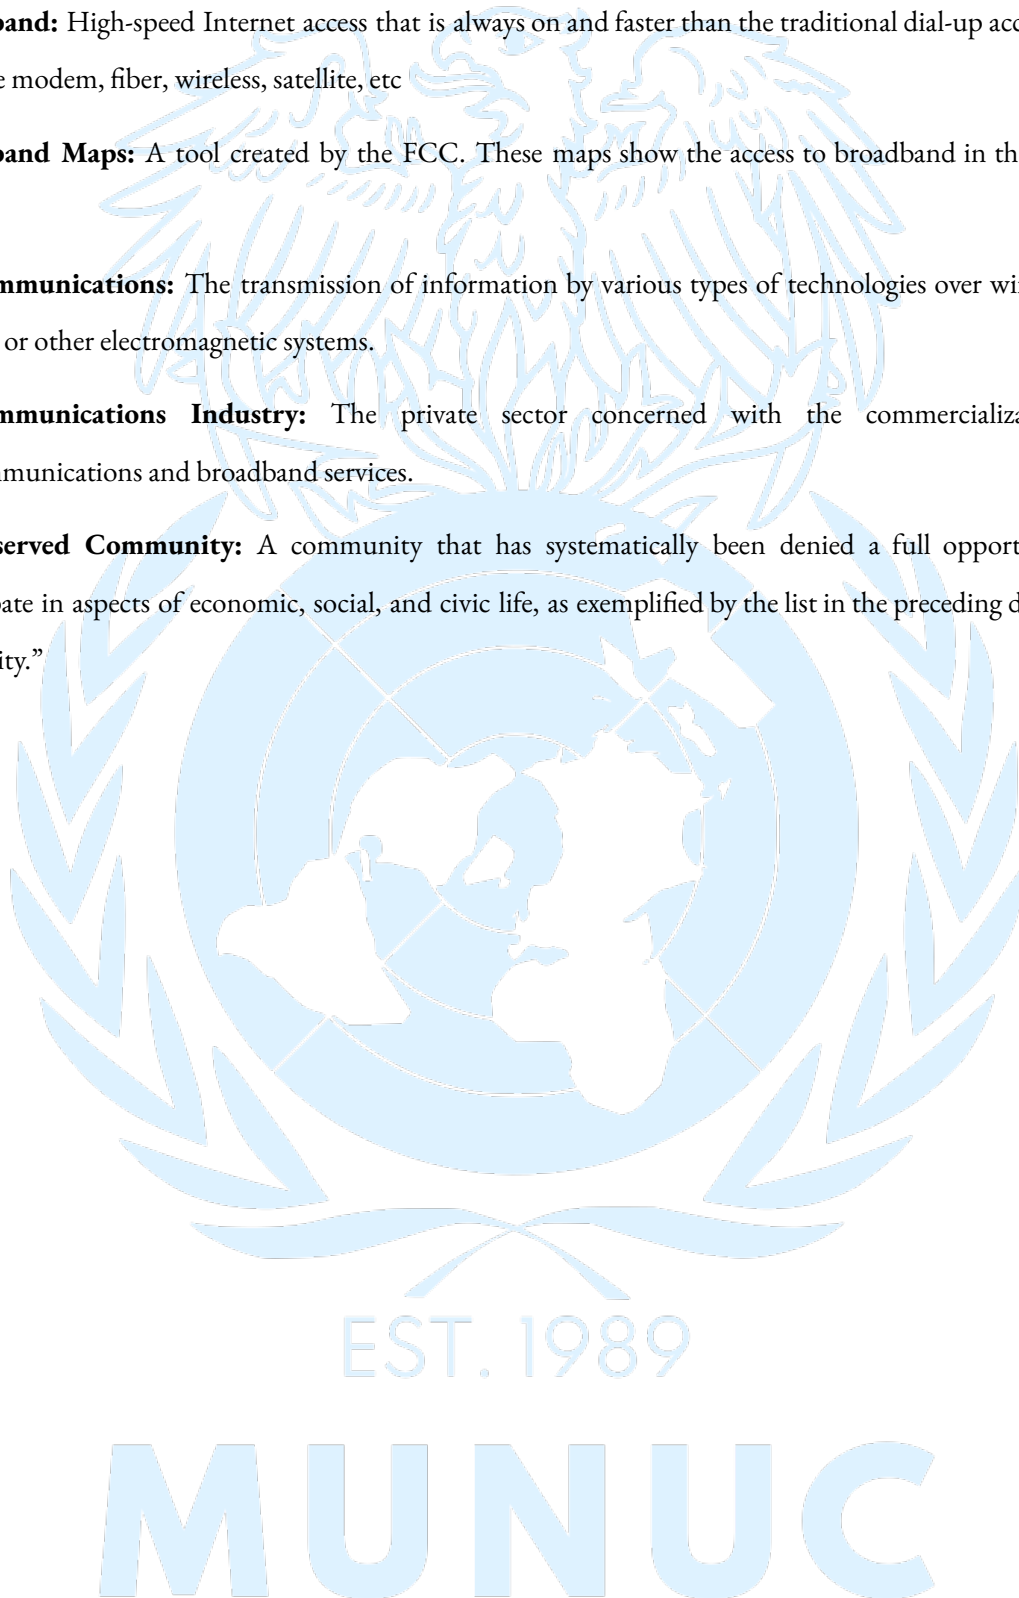 band: High-speed Internet access that is always on and faster than the traditional dial-up acc
e modem, fiber, wireless, satellite, etc
band Maps: A tool created by the FCC. These maps show the access to broadband in th
mmunications: The transmission of information by various types of technologies over wi
or other electromagnetic systems.
mmunications Industry: The private sector concerned with the commercializa
mmunications and broadband services.
served Community: A community that has systematically been denied a full opport
pate in aspects of economic, social, and civic life, as exemplified by the list in the preceding d
ity.”
EST. 1989
MUNUC